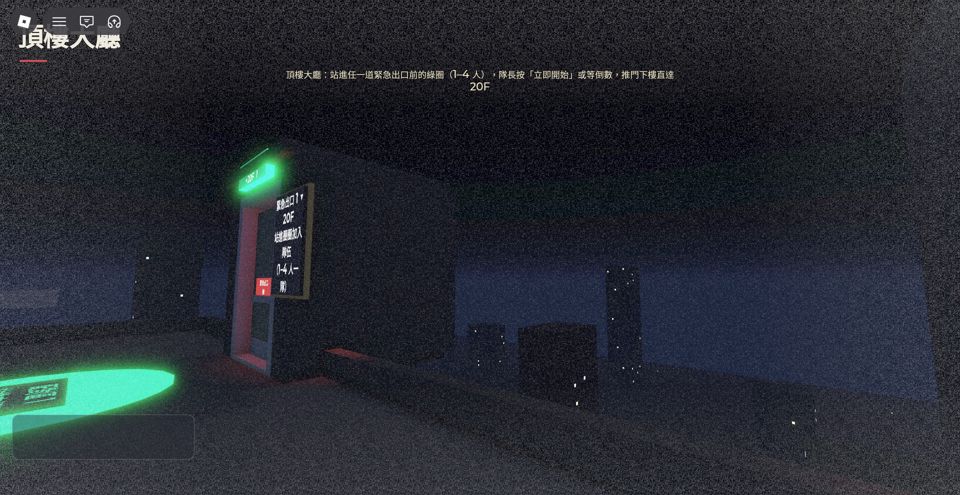 頂樓大廳
頂樓大廳：站進任一道緊急出口前的綠圈（1–4 人），隊長按「立即開始」或等倒數，推門下樓直達
20F
緊急出口 1
20F
站進圈圈加入
隊伍
（1–4 人一
隊）